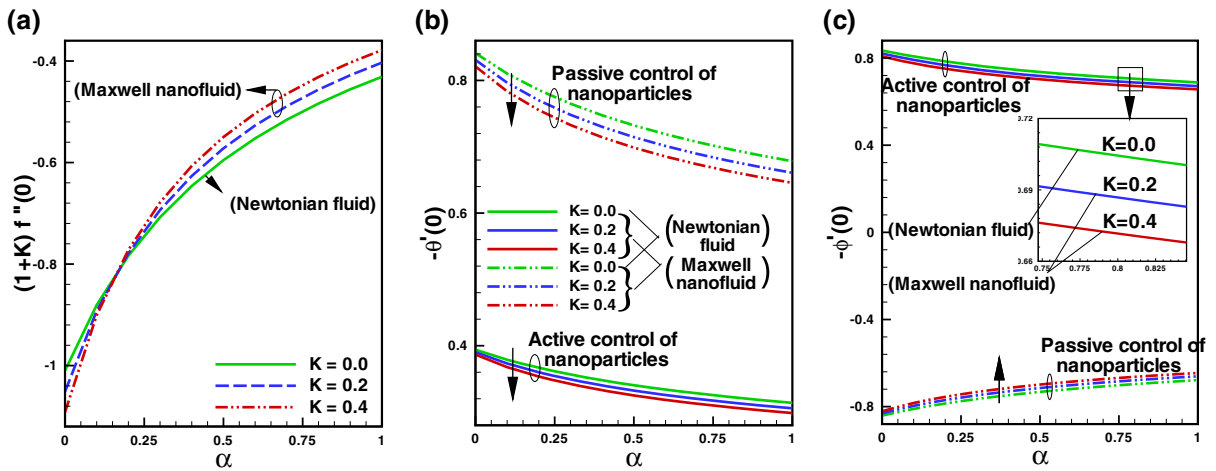 (a)
(1+K) f "(0)
-0.4
-0.6
-0.8
-1
(Maxwell nanofluid)
(Newtonian fluid)
K = 0.0
K = 0.2
K = 0.4
0 0.25 0.5 0.75 1
α
(b)
-θ'(0)
0.8
0.6
0.4
Passive control of
nanoparticles
K= 0.0
K= 0.2
K= 0.4
K= 0.0
K= 0.2
K= 0.4
(Newtonian
fluid)
(Maxwell
nanofluid)
Active control of
nanoparticles
0 0.25 0.5 0.75 1
α
(c)
-ϕ'(0)
0.8
0.4
0
-0.4
-0.8
Active control of
nanoparticles
0.72
0.69
0.66
K=0.0
K=0.2
K=0.4
0.75 0.775 0.8 0.825
(Newtonian fluid)
(Maxwell nanofluid)
Passive control of
nanoparticles
0 0.25 0.5 0.75 1
α